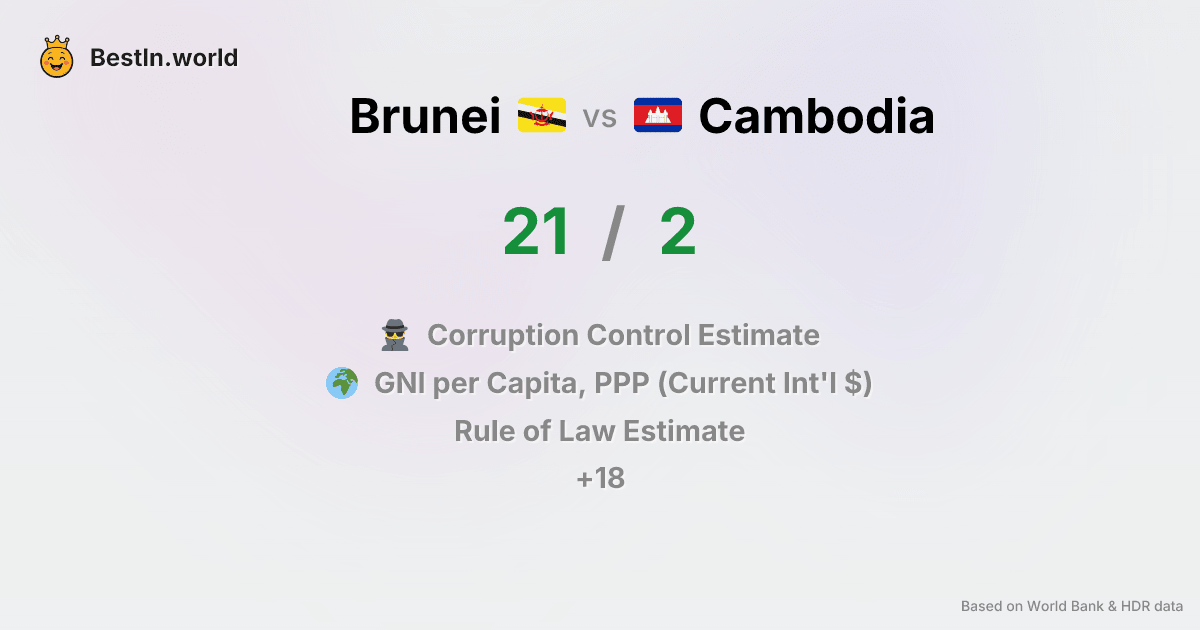 BestIn.world
Brunei vs Cambodia
21 / 2
Corruption Control Estimate
GNI per Capita, PPP (Current Int'l $)
Rule of Law Estimate
+18
Based on World Bank & HDR data